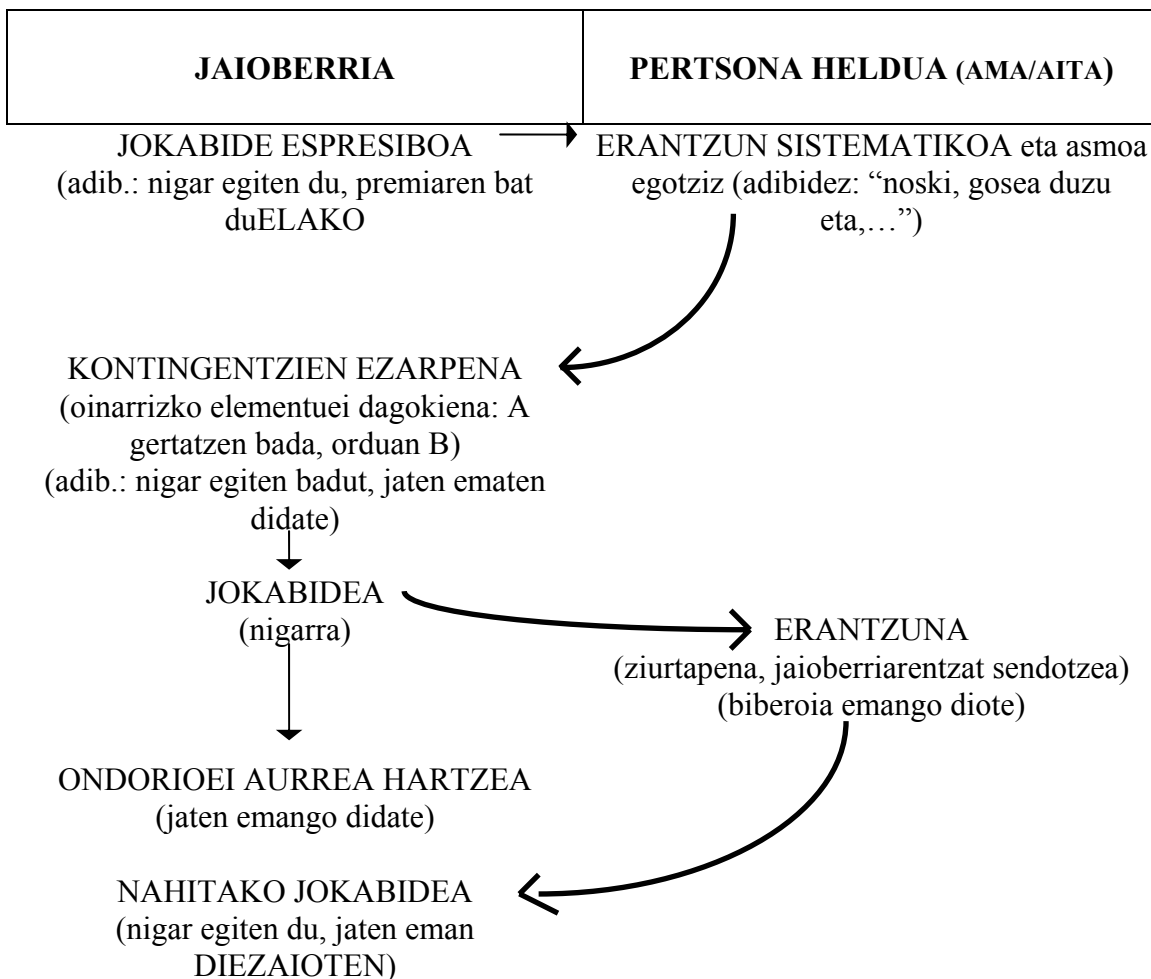 JAIOBERRIA
PERTSONA HELDUA (AMA/AITA)
JOKABIDE ESPRESIBOA
(adib.: nigar egiten du, premiaren bat
duELAKO
ERANTZUN SISTEMATIKOA eta asmoa
egotziz (adibidez: “noski, gosea duzu
eta,…”)
KONTINGENTZIEN EZARPENA
(oinarrizko elementuei dagokiena: A
gertatzen bada, orduan B)
(adib.: nigar egiten badut, jaten ematen
didate)
JOKABIDEA
(nigarra)
ERANTZUNA
(ziurtapena, jaioberriarentzat sendotzea)
(biberoia emango diote)
ONDORIOEI AURREA HARTZEA
(jaten emango didate)
NAHITAKO JOKABIDEA
(nigar egiten du, jaten eman
DIEZAIOTEN)